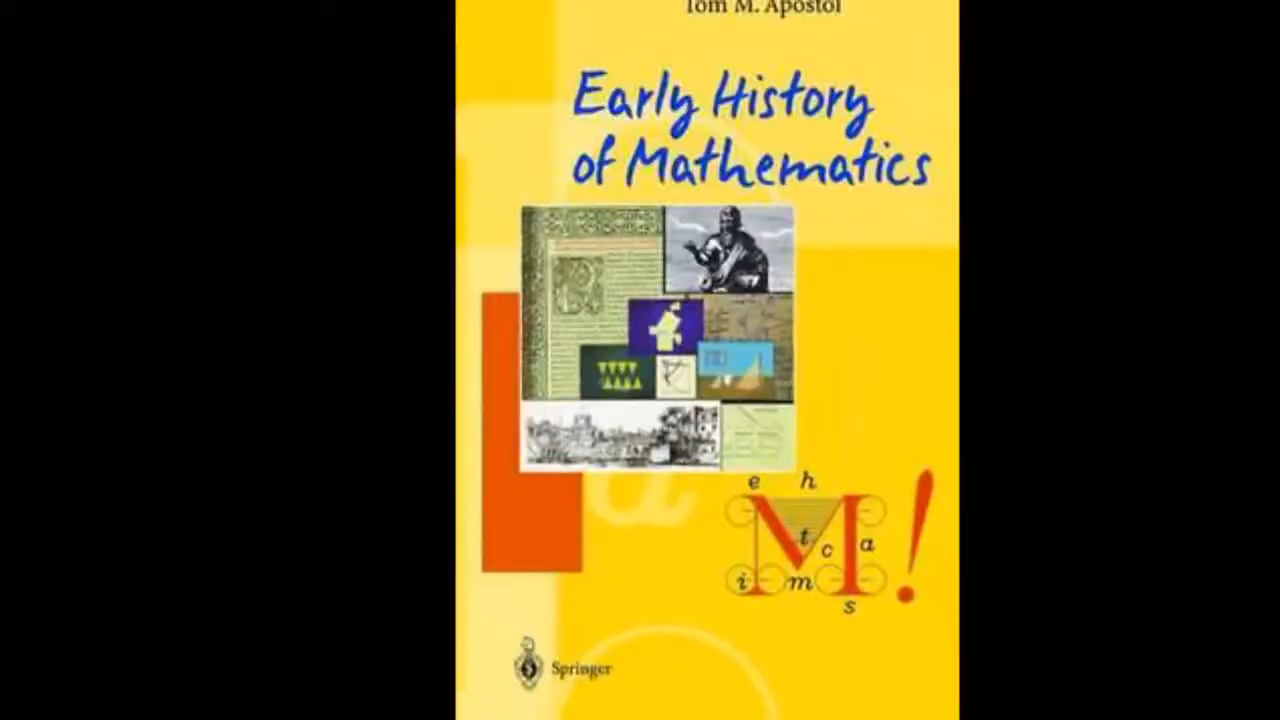 Tom M. Apostol
Early History
of Mathematics
e h
t c a
i m
s
M!
Springer